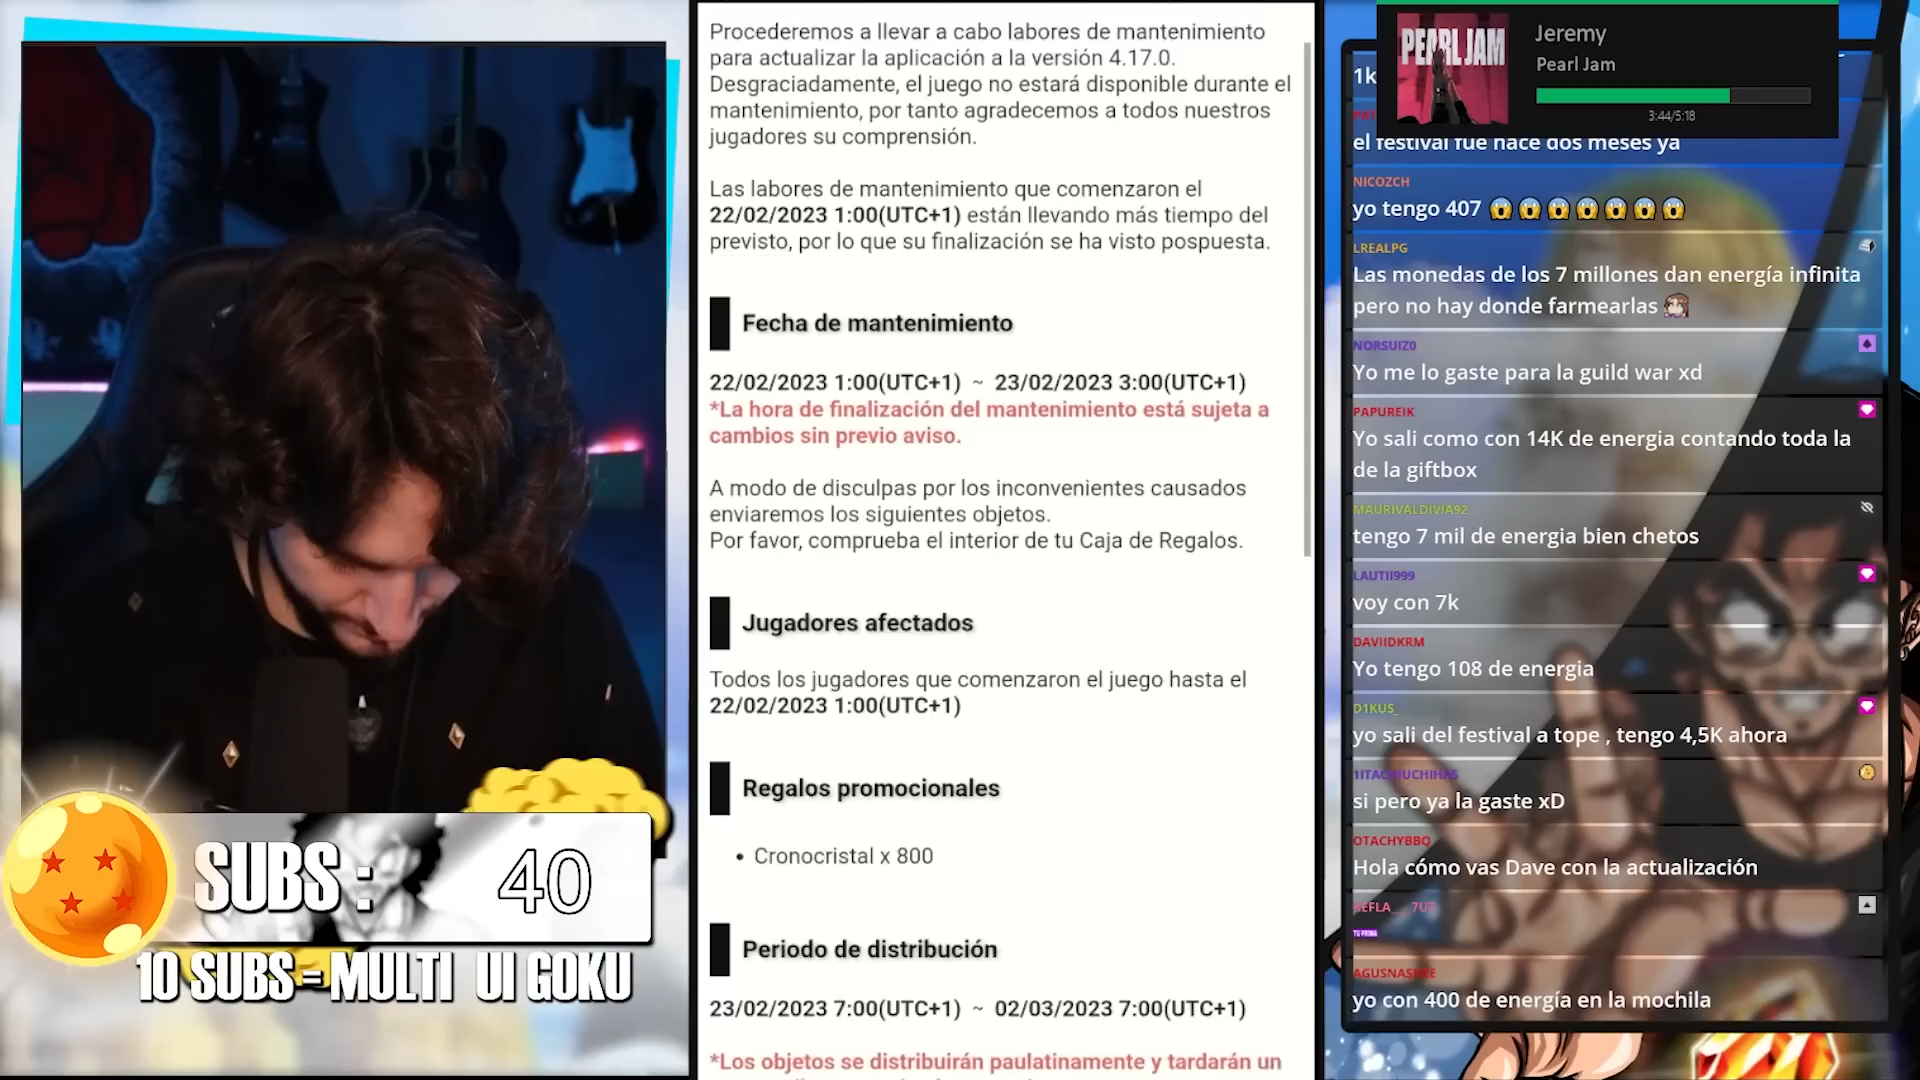 SUBS : 40
10 SUBS = MULTI UI GOKU
Procederemos a llevar a cabo labores de mantenimiento
para actualizar la aplicación a la versión 4.17.0.
Desgraciadamente, el juego no estará disponible durante el
mantenimiento, por tanto agradecemos a todos nuestros
jugadores su comprensión.
Las labores de mantenimiento que comenzaron el
22/02/2023 1:00(UTC+1) están llevando más tiempo del
previsto, por lo que su finalización se ha visto pospuesta.
Fecha de mantenimiento
22/02/2023 1:00(UTC+1) ~ 23/02/2023 3:00(UTC+1)
*La hora de finalización del mantenimiento está sujeta a
cambios sin previo aviso.
A modo de disculpas por los inconvenientes causados
enviaremos los siguientes objetos.
Por favor, comprueba el interior de tu Caja de Regalos.
Jugadores afectados
Todos los jugadores que comenzaron el juego hasta el
22/02/2023 1:00(UTC+1)
Regalos promocionales
• Cronocristal x 800
Periodo de distribución
23/02/2023 7:00(UTC+1) ~ 02/03/2023 7:00(UTC+1)
*Los objetos se distribuirán paulatinamente y tardarán un
PEARL JAM
Jeremy
Pearl Jam
3:44/5:18
1k
el festival fue hace dos meses ya
NICOZCH
yo tengo 407 😱😱😱😱😱😱😱
LREALPG
Las monedas de los 7 millones dan energía infinita
pero no hay donde farmearlas
NORSUIZ0
Yo me lo gaste para la guild war xd
PAPUREIK
Yo sali como con 14K de energia contando toda la
de la giftbox
MAURIVALDIVIA92
tengo 7 mil de energia bien chetos
LAUTII999
voy con 7k
DAVIIDKRM
Yo tengo 108 de energia
D1KUS_
yo sali del festival a tope , tengo 4,5K ahora
si pero ya la gaste xD
OTACHYBBQ
Hola cómo vas Dave con la actualización
TU PRIMA
yo con 400 de energía en la mochila